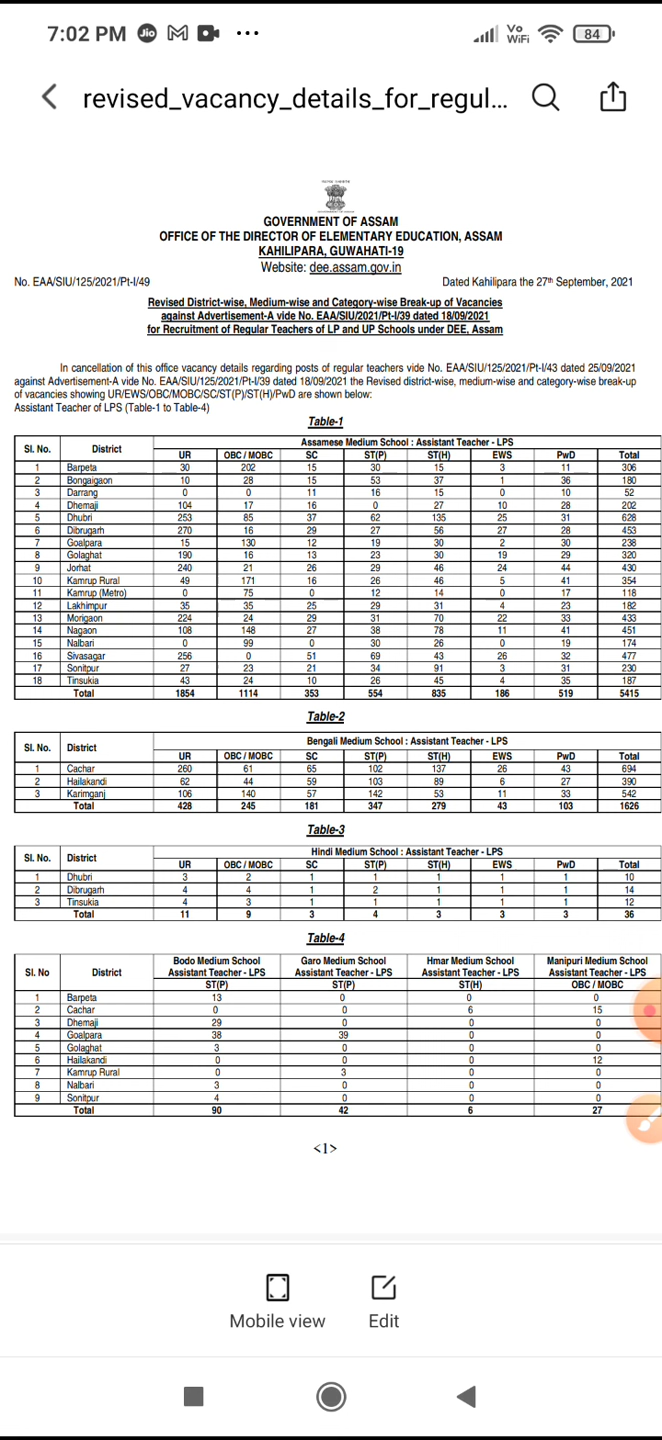 7:02 PM Jio M ... Vo WiFi 84
revised_vacancy_details_for_regul...
GOVERNMENT OF ASSAM
OFFICE OF THE DIRECTOR OF ELEMENTARY EDUCATION, ASSAM
KAHILIPARA, GUWAHATI-19
Website: dee.assam.gov.in
No. EAA/SIU/125/2021/Pt-I/49 Dated Kahilipara the 27th September, 2021
Revised District-wise, Medium-wise and Category-wise Break-up of Vacancies
against Advertisement-A vide No. EAA/SIU/2021/Pt-I/39 dated 18/09/2021
for Recruitment of Regular Teachers of LP and UP Schools under DEE, Assam
In cancellation of this office vacancy details regarding posts of regular teachers vide No. EAA/SIU/125/2021/Pt-I/43 dated 25/09/2021
against Advertisement-A vide No. EAA/SIU/125/2021/Pt-I/39 dated 18/09/2021 the Revised district-wise, medium-wise and category-wise break-up
of vacancies showing UR/EWS/OBC/MOBC/SC/ST(P)/ST(H)/PwD are shown below:
Assistant Teacher of LPS (Table-1 to Table-4)
Table-1
Sl. No. District Assamese Medium School : Assistant Teacher - LPS
UR OBC / MOBC SC ST(P) ST(H) EWS PwD Total
1 Barpeta 30 202 15 30 15 3 11 306
2 Bongaigaon 10 28 15 53 37 1 36 180
3 Darrang 0 0 11 16 15 0 10 52
4 Dhemaji 104 17 16 0 27 10 28 202
5 Dhubri 253 85 37 62 135 25 31 628
6 Dibrugarh 270 16 29 27 56 27 28 453
7 Goalpara 15 130 12 19 30 2 30 238
8 Golaghat 190 16 13 23 30 19 29 320
9 Jorhat 240 21 26 29 46 24 44 430
10 Kamrup Rural 49 171 16 26 46 5 41 354
11 Kamrup (Metro) 0 75 0 12 14 0 17 118
12 Lakhimpur 35 35 25 29 31 4 23 182
13 Morigaon 224 24 29 31 70 22 33 433
14 Nagaon 108 148 27 38 78 11 41 451
15 Nalbari 0 99 0 30 26 0 19 174
16 Sivasagar 256 0 51 69 43 26 32 477
17 Sonitpur 27 23 21 34 91 3 31 230
18 Tinsukia 43 24 10 26 45 4 35 187
Total 1854 1114 353 554 835 186 519 5415
Table-2
Sl. No. District Bengali Medium School : Assistant Teacher - LPS
UR OBC / MOBC SC ST(P) ST(H) EWS PwD Total
1 Cachar 260 61 65 102 137 26 43 694
2 Hailakandi 62 44 59 103 89 6 27 390
3 Karimganj 106 140 57 142 53 11 33 542
Total 428 245 181 347 279 43 103 1626
Table-3
Sl. No. District Hindi Medium School : Assistant Teacher - LPS
UR OBC / MOBC SC ST(P) ST(H) EWS PwD Total
1 Dhubri 3 2 1 1 1 1 1 10
2 Dibrugarh 4 4 1 2 1 1 1 14
3 Tinsukia 4 3 1 1 1 1 1 12
Total 11 9 3 4 3 3 3 36
Table-4
Sl. No District Bodo Medium School Garo Medium School Hmar Medium School Manipuri Medium School
Assistant Teacher - LPS Assistant Teacher - LPS Assistant Teacher - LPS Assistant Teacher - LPS
ST(P) ST(P) ST(H) OBC / MOBC
1 Barpeta 13 0 0 0
2 Cachar 0 0 6 15
3 Dhemaji 29 0 0 0
4 Goalpara 38 39 0 0
5 Golaghat 3 0 0 0
6 Hailakandi 0 0 0 12
7 Kamrup Rural 0 3 0 0
8 Nalbari 3 0 0 0
9 Sonitpur 4 0 0 0
Total 90 42 6 27
<1>
Mobile view Edit